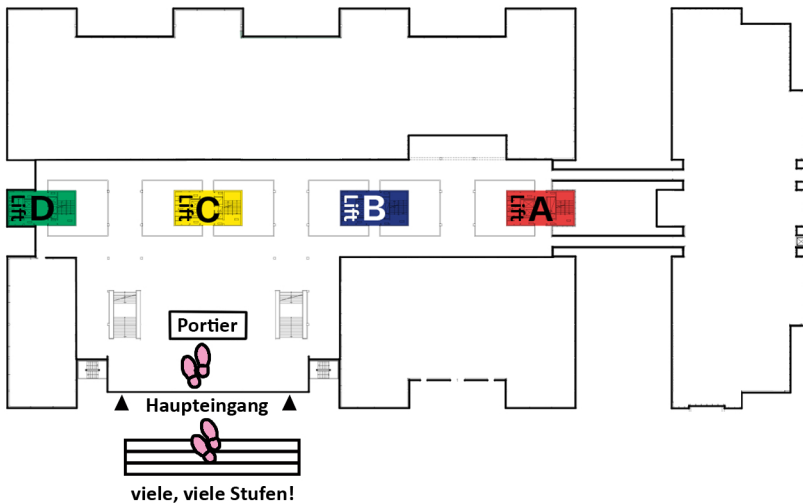 Lift D
Lift C
Lift B
Lift A
Portier
Haupteingang
viele, viele Stufen!